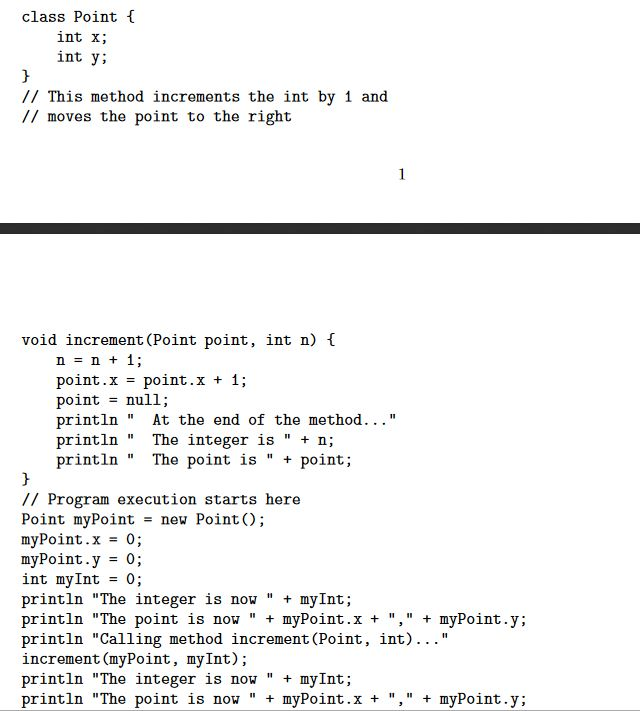 class Point {
    int x;
    int y;
}
// This method increments the int by 1 and
// moves the point to the right
1
void increment(Point point, int n) {
    n = n + 1;
    point.x = point.x + 1;
    point = null;
    println "  At the end of the method..."
    println "  The integer is " + n;
    println "  The point is " + point;
}
// Program execution starts here
Point myPoint = new Point();
myPoint.x = 0;
myPoint.y = 0;
int myInt = 0;
println "The integer is now " + myInt;
println "The point is now " + myPoint.x + "," + myPoint.y;
println "Calling method increment(Point, int)..."
increment(myPoint, myInt);
println "The integer is now " + myInt;
println "The point is now " + myPoint.x + "," + myPoint.y;